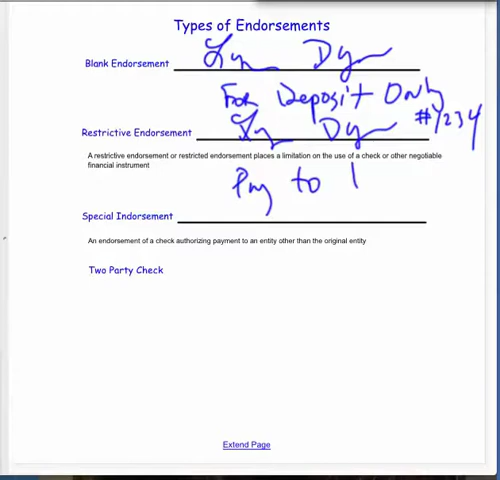 Types of Endorsements
Blank Endorsement
For Deposit Only
Restrictive Endorsement #1234
A restrictive endorsement or restricted endorsement places a limitation on the use of a check or other negotiable
financial instrument
Pay to
Special Indorsement
An endorsement of a check authorizing payment to an entity other than the original entity
Two Party Check
Extend Page